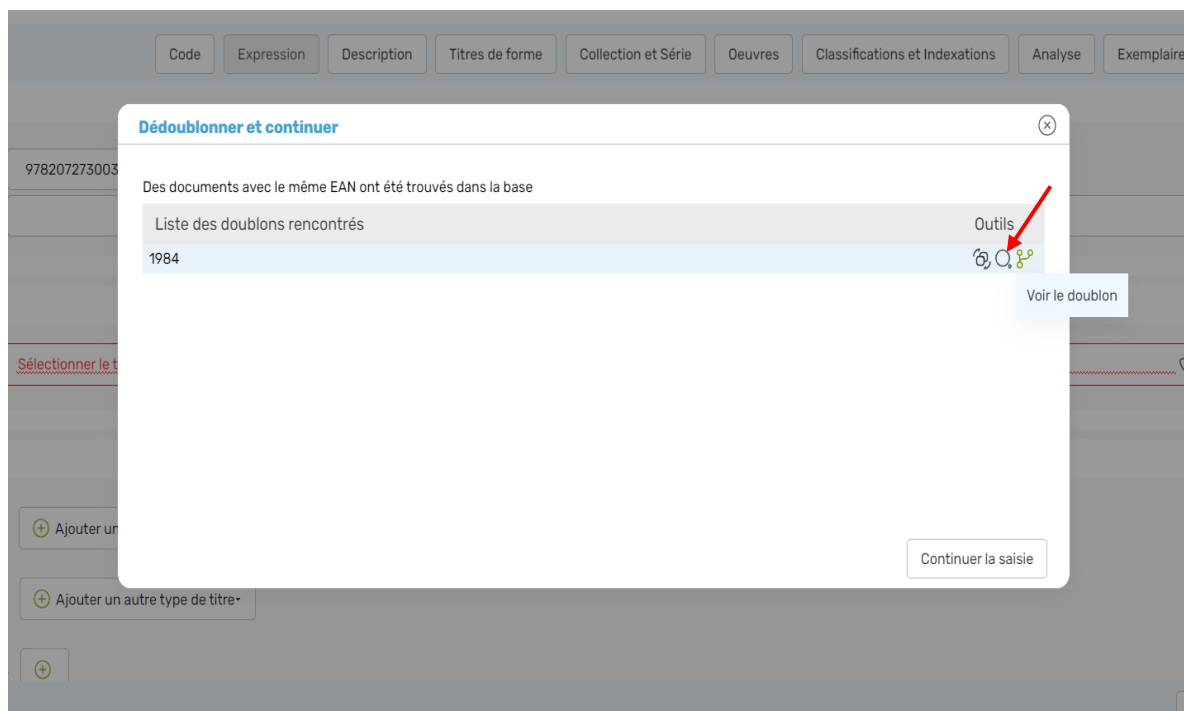 Code Expression Description Titres de forme Collection et Série Oeuvres Classifications et Indexations Analyse Exemplaire
Dédoublonner et continuer
978207273003
Des documents avec le même EAN ont été trouvés dans la base
Liste des doublons rencontrés Outils
1984
Voir le doublon
Sélectionner le t
Ajouter un
Continuer la saisie
Ajouter un autre type de titre